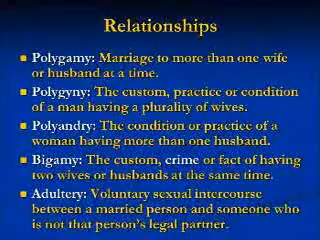 Relationships
Polygamy: Marriage to more than one wife
or husband at a time.
Polygyny: The custom, practice or condition
of a man having a plurality of wives.
Polyandry: The condition or practice of a
woman having more than one husband.
Bigamy: The custom, crime or fact of having
two wives or husbands at the same time.
Adultery: Voluntary sexual intercourse
between a married person and someone who
is not that person's legal partner.